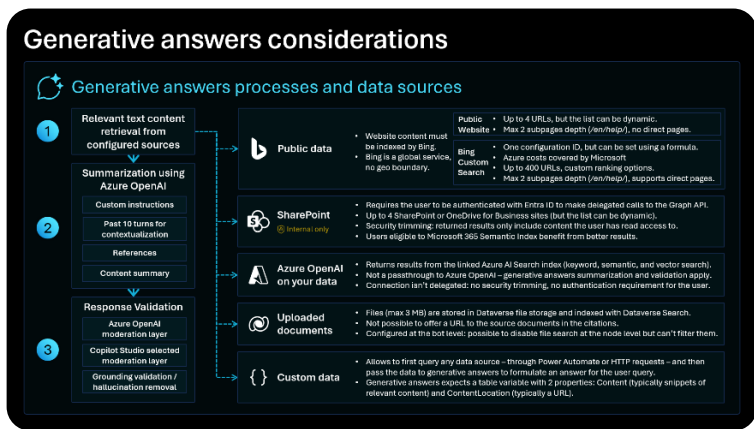 Generative answers considerations
Generative answers processes and data sources
1
Relevant text content
retrieval from
configured sources
2
Summarization using
Azure OpenAI
Custom instructions
Past 10 turns for
contextualization
References
Content summary
3
Response Validation
Azure OpenAI
moderation layer
Copilot Studio selected
moderation layer
Grounding validation /
hallucination removal
Public data
• Website content must
be indexed by Bing.
• Bing is a global service,
no geo boundary.
Public
Website
• Up to 4 URLs, but the list can be dynamic.
• Max 2 subpages depth (/en/help/), no direct pages.
Bing
Custom
Search
• One configuration ID, but can be set using a formula.
• Azure costs covered by Microsoft
• Up to 400 URLs, custom ranking options.
• Max 2 subpages depth (/en/help/), supports direct pages.
SharePoint
Internal only
• Requires the user to be authenticated with Entra ID to make delegated calls to the Graph API.
• Up to 4 SharePoint or OneDrive for Business sites (but the list can be dynamic).
• Security trimming: returned results only include content the user has read access to.
• Users eligible to Microsoft 365 Semantic Index benefit from better results.
Azure OpenAI
on your data
• Returns results from the linked Azure AI Search index (keyword, semantic, and vector search).
• Not a passthrough to Azure OpenAI – generative answers summarization and validation apply.
• Connection isn't delegated: no security trimming, no authentication requirement for the user.
Uploaded
documents
• Files (max 3 MB) are stored in Dataverse file storage and indexed with Dataverse Search.
• Not possible to offer a URL to the source documents in the citations.
• Configured at the bot level: possible to disable file search at the node level but can't filter them.
{ } Custom data
• Allows to first query any data source – through Power Automate or HTTP requests – and then
pass the data to generative answers to formulate an answer for the user query.
• Generative answers expects a table variable with 2 properties: Content (typically snippets of
relevant content) and ContentLocation (typically a URL).